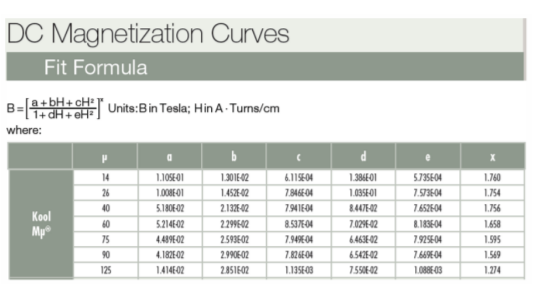 DC Magnetization Curves
Fit Formula
B=[a+bH+cH²/1+dH+eH²]ˣ Units:B in Tesla; H in A·Turns/cm
where:
µ a b c d e x
14 1.105E-01 1.301E-02 6.115E-04 1.386E-01 5.735E-04 1.760
26 1.008E-01 1.452E-02 7.846E-04 1.035E-01 7.573E-04 1.754
40 5.180E-02 2.132E-02 7.941E-04 8.447E-02 7.652E-04 1.756
Kool Mµ®
60 5.214E-02 2.299E-02 8.537E-04 7.029E-02 8.183E-04 1.658
75 4.489E-02 2.593E-02 7.949E-04 6.463E-02 7.925E-04 1.595
90 4.182E-02 2.990E-02 7.826E-04 6.542E-02 7.669E-04 1.569
125 1.414E-02 2.851E-02 1.135E-03 7.550E-02 1.088E-03 1.274